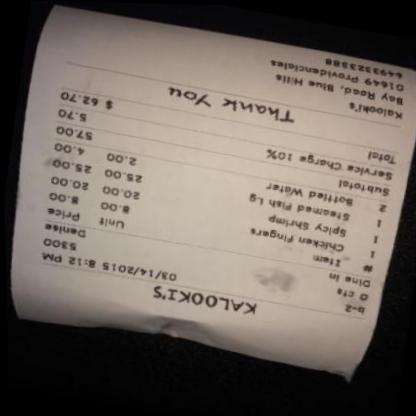 KALOOKI'S
b-2 03/14/2015 8:12 PM
0 cts 5300
Dine in Denise
# Item Unit Price
1 Chicken Fingers 8.00 8.00
1 Spicy Shrimp 20.00 20.00
1 Steamed Fish Lg 25.00 25.00
2 Bottled Water 2.00 4.00
Subtotal 57.00
Service Charge 10% 5.70
Total $ 62.70
Thank You
Kalooki's
Bay Road, Blue Hills
01649 Providenciales
6493323388